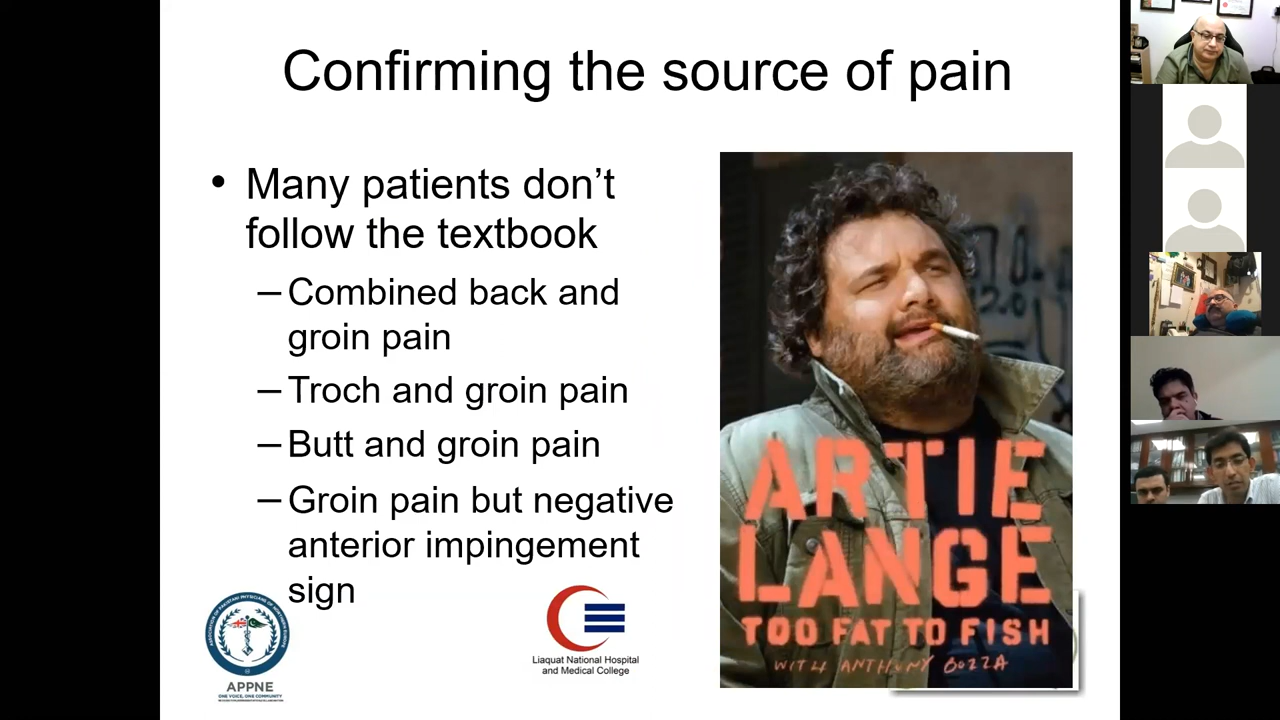 Confirming the source of pain
• Many patients don’t
follow the textbook
– Combined back and
groin pain
– Troch and groin pain
– Butt and groin pain
– Groin pain but negative
anterior impingement
sign
ARTIE
LANGE
TOO FAT TO FISH
WITH ANTHONY BOZZA
APPNE
ONE VOICE, ONE COMMUNITY
Liaquat National Hospital
and Medical College